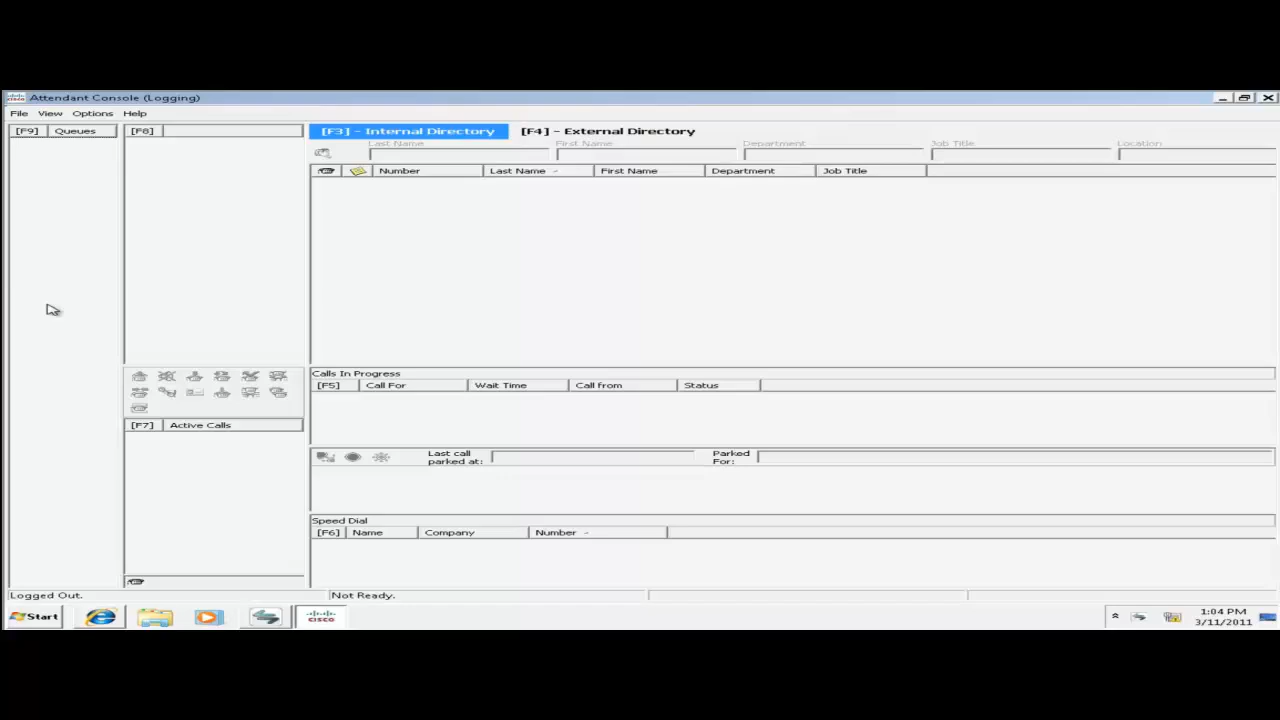 Attendant Console (Logging)
File View Options Help
[F9] Queues [F8] [F3] - Internal Directory [F4] - External Directory
Last Name First Name Department Job Title Location
Number Last Name First Name Department Job Title
Calls In Progress
[F5] Call For Wait Time Call from Status
[F7] Active Calls
Last call parked at: Parked For:
Speed Dial
[F6] Name Company Number
Logged Out. Not Ready.
Start CISCO 1:04 PM
3/11/2011